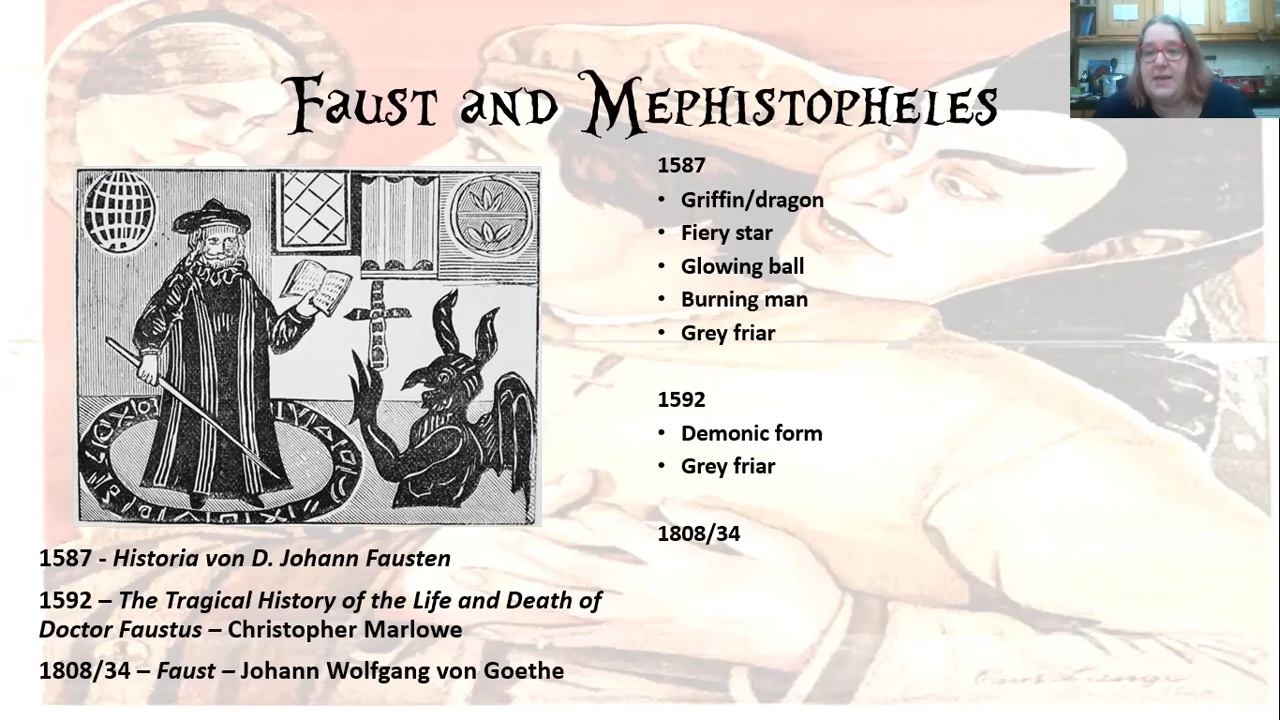 Faust and Mephistopheles
1587
• Griffin/dragon
• Fiery star
• Glowing ball
• Burning man
• Grey friar
1592
• Demonic form
• Grey friar
1808/34
1587 - Historia von D. Johann Fausten
1592 – The Tragical History of the Life and Death of
Doctor Faustus – Christopher Marlowe
1808/34 – Faust – Johann Wolfgang von Goethe